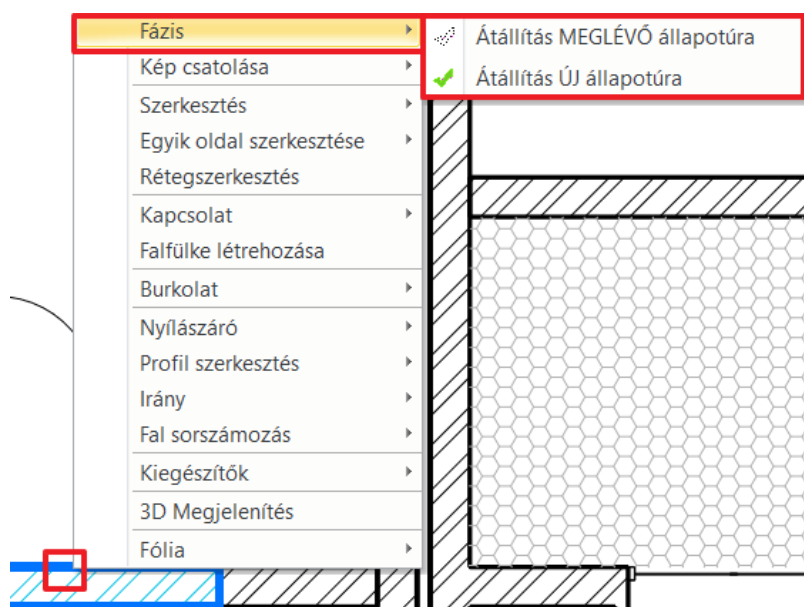 Fázis
Átállítás MEGLÉVŐ állapotúra
Átállítás ÚJ állapotúra
Kép csatolása
Szerkesztés
Egyik oldal szerkesztése
Rétegszerkesztés
Kapcsolat
Falfülke létrehozása
Burkolat
Nyílászáró
Profil szerkesztés
Irány
Fal sorszámozás
Kiegészítők
3D Megjelenítés
Fólia